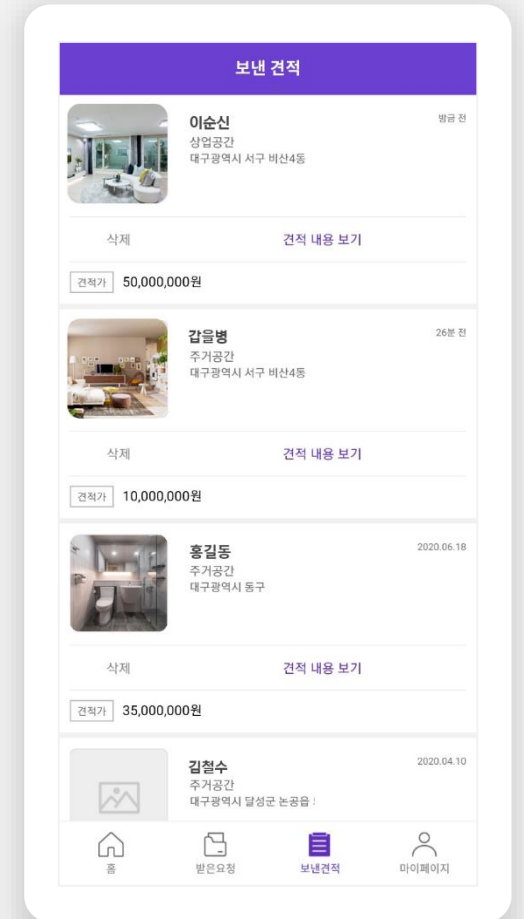 보낸 견적
이순신
방금 전
상업공간
대구광역시 서구 비산4동
삭제
견적 내용 보기
견적가
50,000,000원
갑을병
26분 전
주거공간
대구광역시 서구 비산4동
삭제
견적 내용 보기
견적가
10,000,000원
홍길동
2020.06.18
주거공간
대구광역시 동구
삭제
견적 내용 보기
견적가
35,000,000원
김철수
2020.04.10
주거공간
대구광역시 달성군 논공읍
홈
받은요청
보낸견적
마이페이지